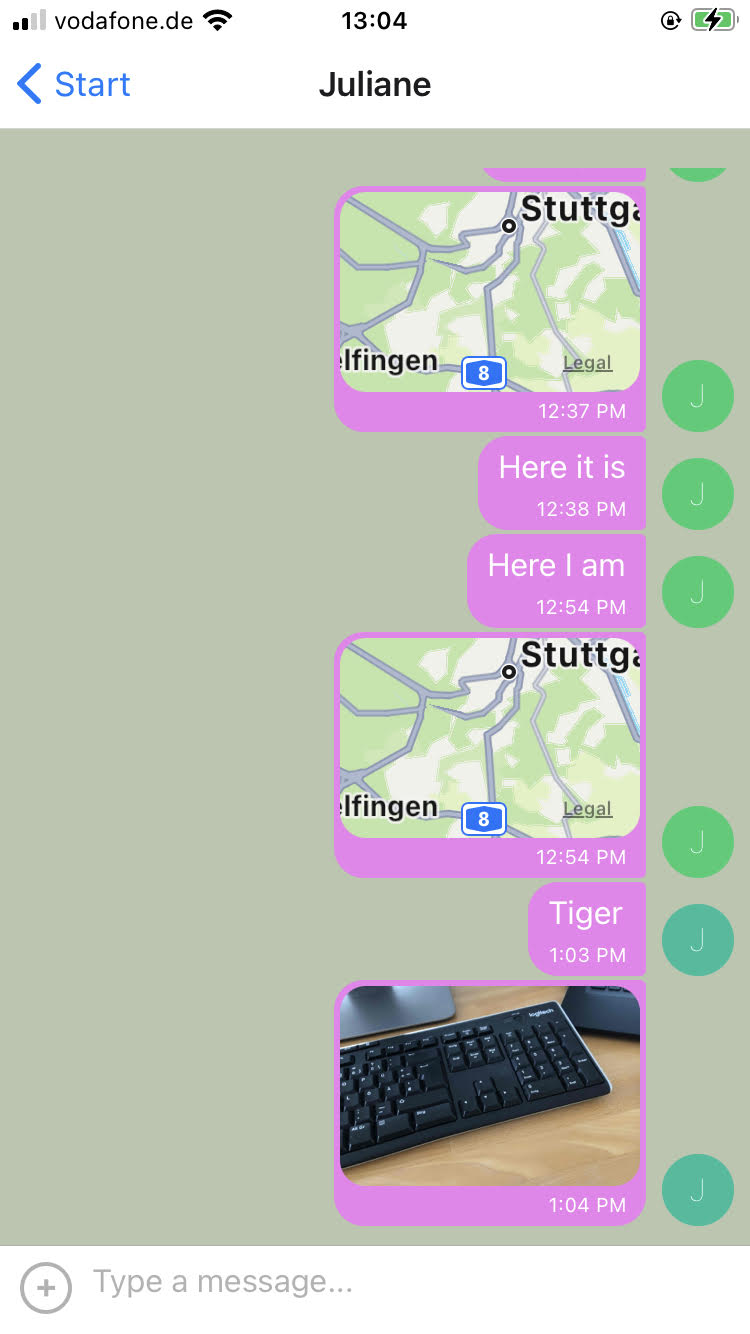 vodafone.de
13:04
Start
Juliane
Stuttga
elfingen
8
Legal
12:37 PM
J
Here it is
12:38 PM
J
Here I am
12:54 PM
J
Stuttga
elfingen
8
Legal
12:54 PM
J
Tiger
1:03 PM
J
logitech
1:04 PM
J
Type a message...